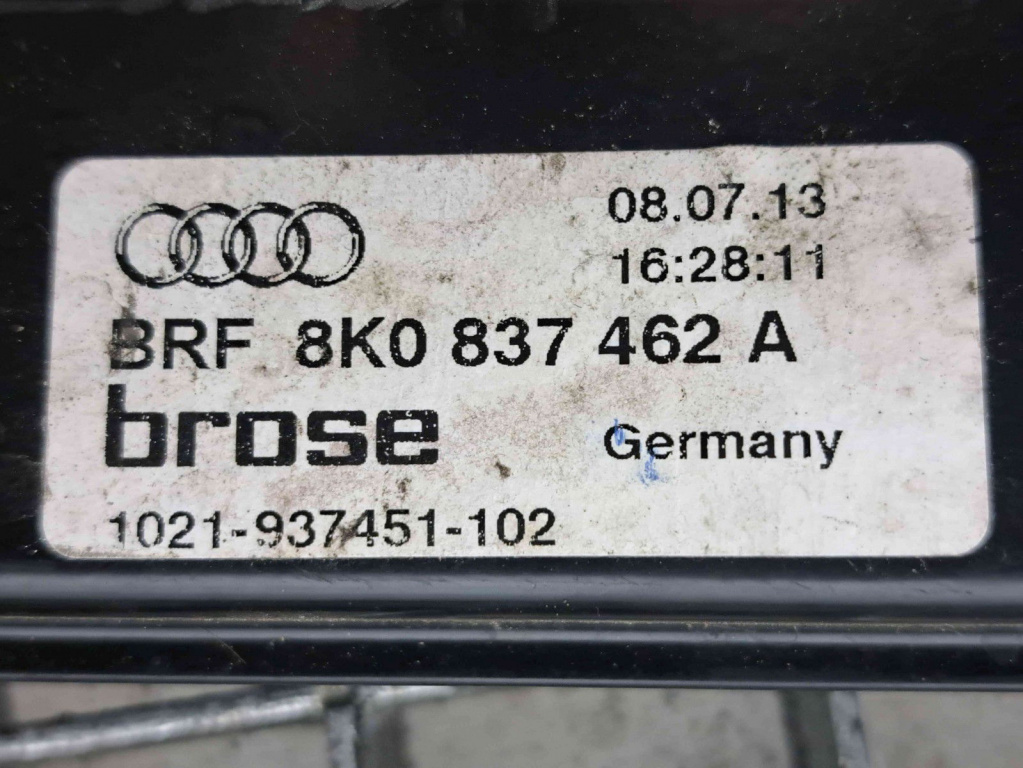 08.07.13
16:28:11
BRF 8K0 837 462 A
brose Germany
1021-937451-102